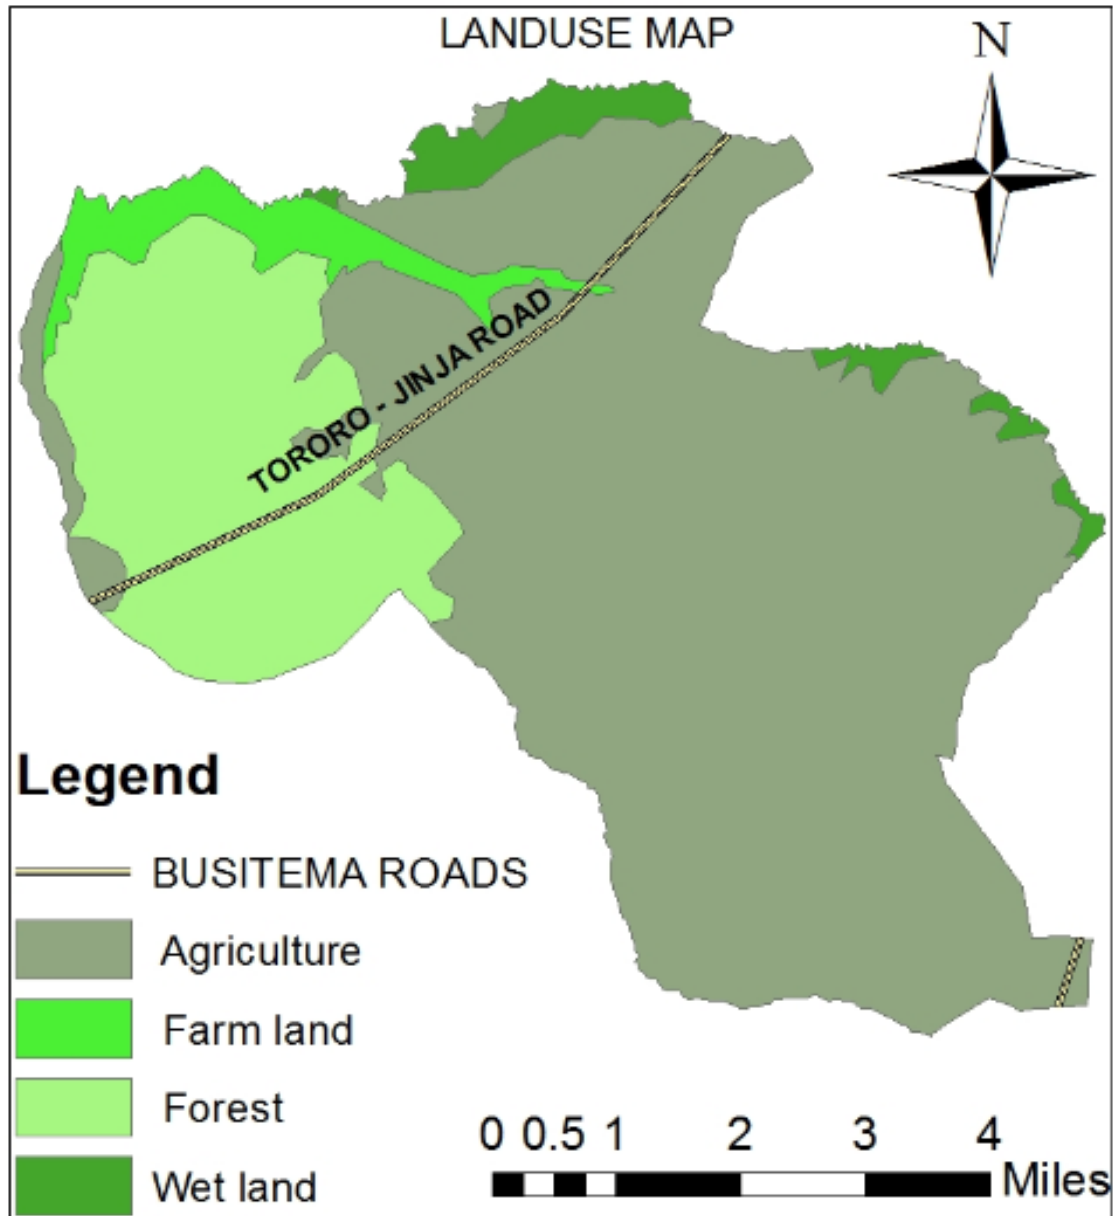 LANDUSE MAP
N
TORORO - JINJA ROAD
Legend
BUSITEMA ROADS
Agriculture
Farm land
Forest
Wet land
0 0.5 1 2 3 4
Miles